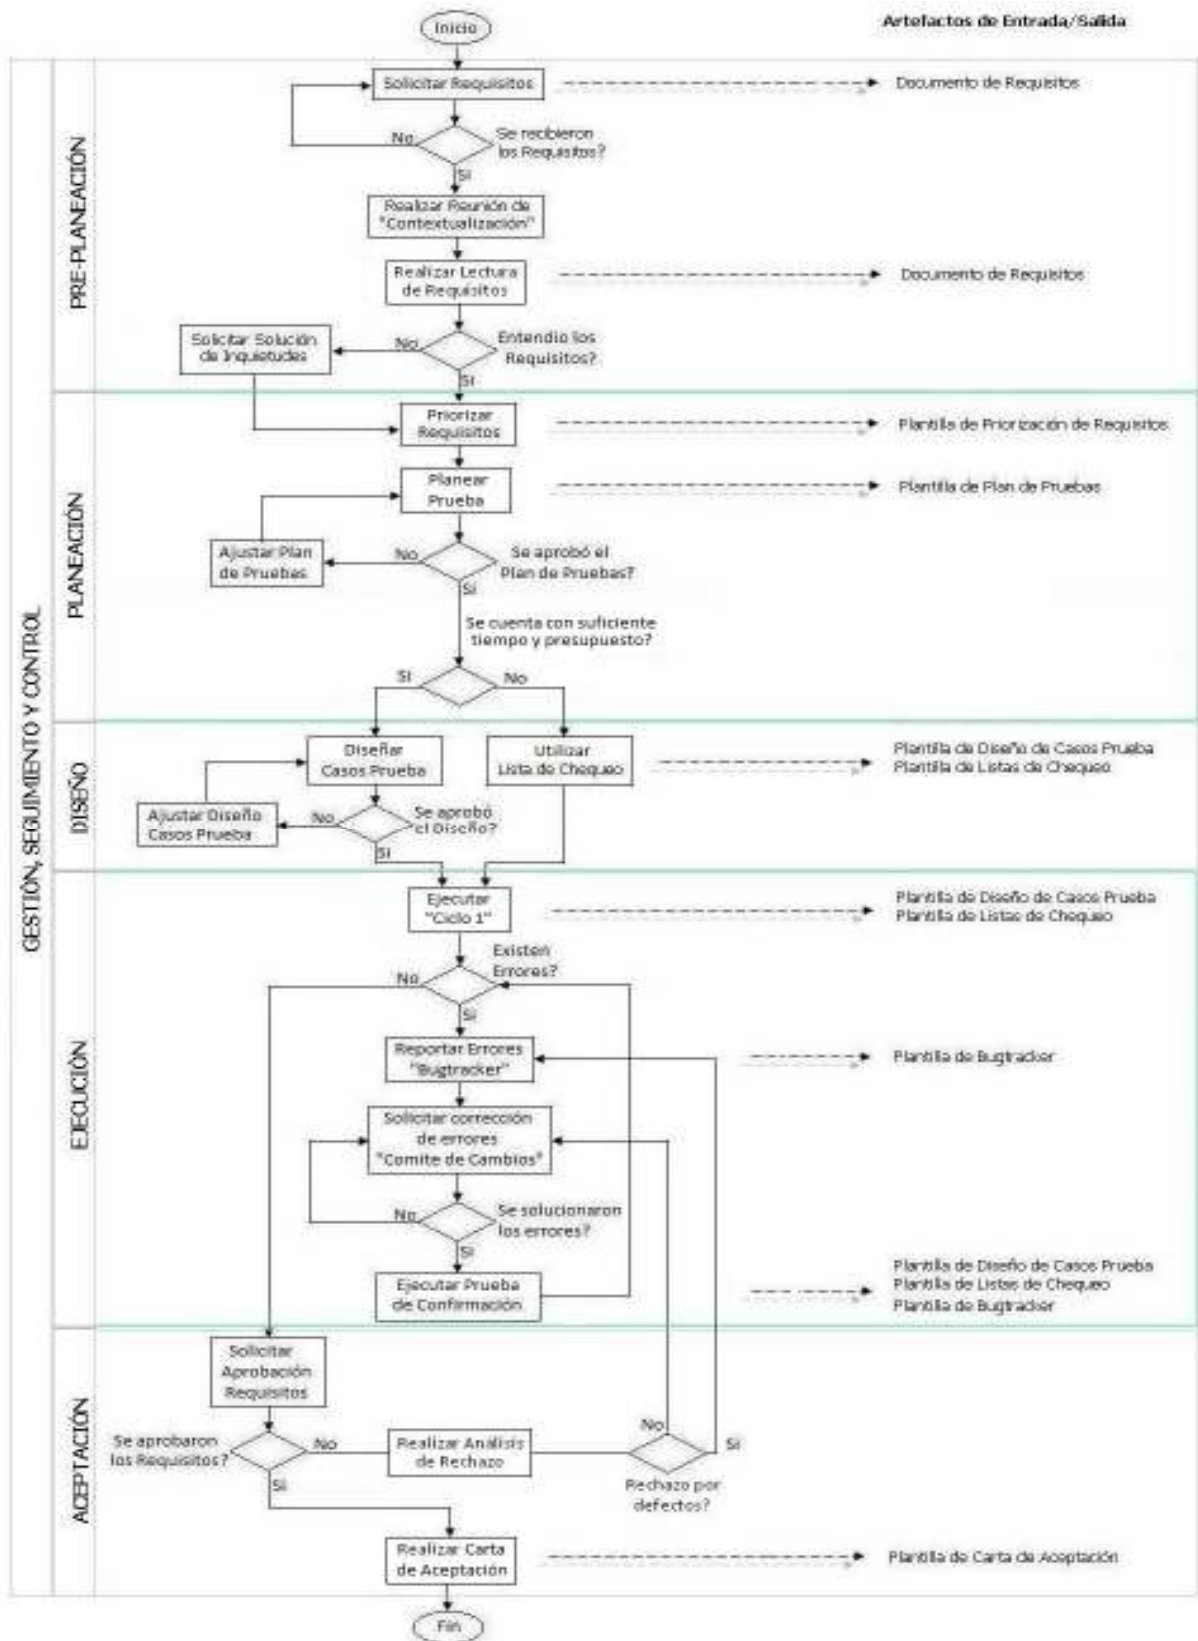 Inicio
Artefactos de Entrada/Salida
GESTIÓN, SEGUIMIENTO Y CONTROL
PRE-PLANEACIÓN
Solicitar Requisitos
Documento de Requisitos
No
Se recibieron
los Requisitos?
Si
Realizar Reunión de
"Contextualización"
Realizar Lectura
de Requisitos
Documento de Requisitos
Solicitar Solución
de Inquietudes
No
Entendio los
Requisitos?
Si
PLANEACIÓN
Priorizar
Requisitos
Plantilla de Priorización de Requisitos
Planear
Prueba
Plantilla de Plan de Pruebas
Ajustar Plan
de Pruebas
No
Se aprobó el
Plan de Pruebas?
Si
Se cuenta con suficiente
tiempo y presupuesto?
Si
No
DISEÑO
Diseñar
Casos Prueba
Utilizar
Lista de Chequeo
Plantilla de Diseño de Casos Prueba
Plantilla de Listas de Chequeo
Ajustar Diseño
Casos Prueba
No
Se aprobó
el Diseño?
Si
EJECUCIÓN
Ejecutar
"Ciclo 1"
Plantilla de Diseño de Casos Prueba
Plantilla de Listas de Chequeo
Existen
Errores?
No
Si
Reportar Errores
"Bugtracker"
Plantilla de Bugtracker
Solicitar corrección
de errores
"Comite de Cambios"
No
Se solucionaron
los errores?
Si
Ejecutar Prueba
de Confirmación
Plantilla de Diseño de Casos Prueba
Plantilla de Listas de Chequeo
Plantilla de Bugtracker
ACEPTACIÓN
Solicitar
Aprobación
Requisitos
Se aprobaron
los Requisitos?
No
Si
Realizar Análisis
de Rechazo
No
Si
Rechazo por
defectos?
Realizar Carta
de Aceptación
Plantilla de Carta de Aceptación
Fin